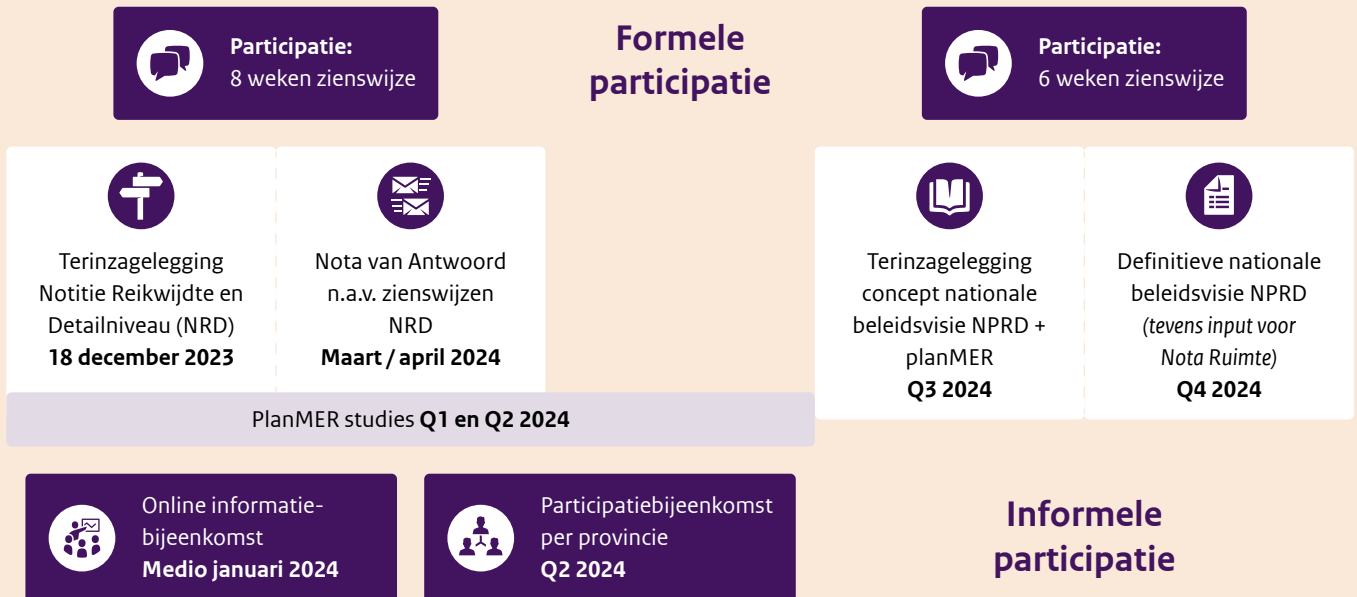 Participatie:
8 weken zienswijze
Formele
participatie
Participatie:
6 weken zienswijze
Terinzagelegging
Notitie Reikwijdte en
Detailniveau (NRD)
18 december 2023
Nota van Antwoord
n.a.v. zienswijzen
NRD
Maart / april 2024
Terinzagelegging
concept nationale
beleidsvisie NPRD +
planMER
Q3 2024
Definitieve nationale
beleidsvisie NPRD
(tevens input voor
Nota Ruimte)
Q4 2024
PlanMER studies Q1 en Q2 2024
Online informatie-
bijeenkomst
Medio januari 2024
Participatiebijeenkomst
per provincie
Q2 2024
Informele
participatie